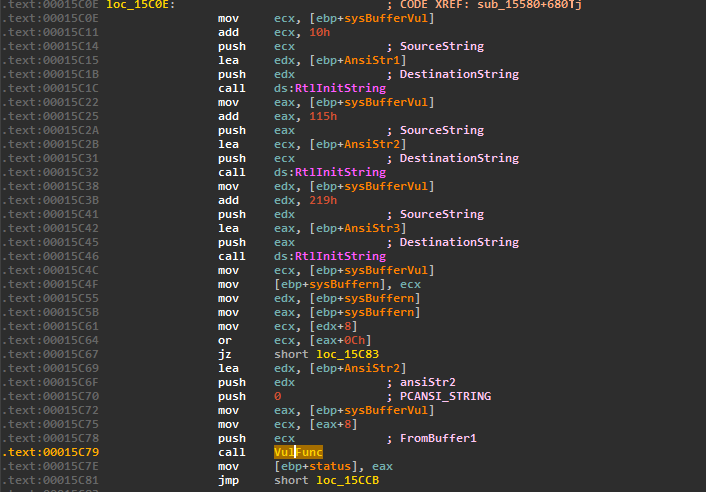 .text:00015C0E loc_15C0E: ; CODE XREF: sub_15580+680Tj
.text:00015C0E mov ecx, [ebp+sysBufferVul]
.text:00015C11 add ecx, 10h
.text:00015C14 push ecx ; SourceString
.text:00015C15 lea edx, [ebp+AnsiStr1]
.text:00015C1B push edx ; DestinationString
.text:00015C1C call ds:RtlInitString
.text:00015C22 mov eax, [ebp+sysBufferVul]
.text:00015C25 add eax, 115h
.text:00015C2A push eax ; SourceString
.text:00015C2B lea ecx, [ebp+AnsiStr2]
.text:00015C31 push ecx ; DestinationString
.text:00015C32 call ds:RtlInitString
.text:00015C38 mov edx, [ebp+sysBufferVul]
.text:00015C3B add edx, 219h
.text:00015C41 push edx ; SourceString
.text:00015C42 lea eax, [ebp+AnsiStr3]
.text:00015C45 push eax ; DestinationString
.text:00015C46 call ds:RtlInitString
.text:00015C4C mov ecx, [ebp+sysBufferVul]
.text:00015C4F mov [ebp+sysBuffern], ecx
.text:00015C55 mov edx, [ebp+sysBuffern]
.text:00015C5B mov eax, [ebp+sysBuffern]
.text:00015C61 mov ecx, [edx+8]
.text:00015C64 or ecx, [eax+0Ch]
.text:00015C67 jz short loc_15C83
.text:00015C69 lea edx, [ebp+AnsiStr2]
.text:00015C6F push edx ; ansiStr2
.text:00015C70 push 0 ; PCANSI_STRING
.text:00015C72 mov eax, [ebp+sysBufferVul]
.text:00015C75 mov ecx, [eax+8]
.text:00015C78 push ecx ; FromBuffer1
.text:00015C79 call VulFunc
.text:00015C7E mov [ebp+status], eax
.text:00015C81 jmp short loc_15CCB